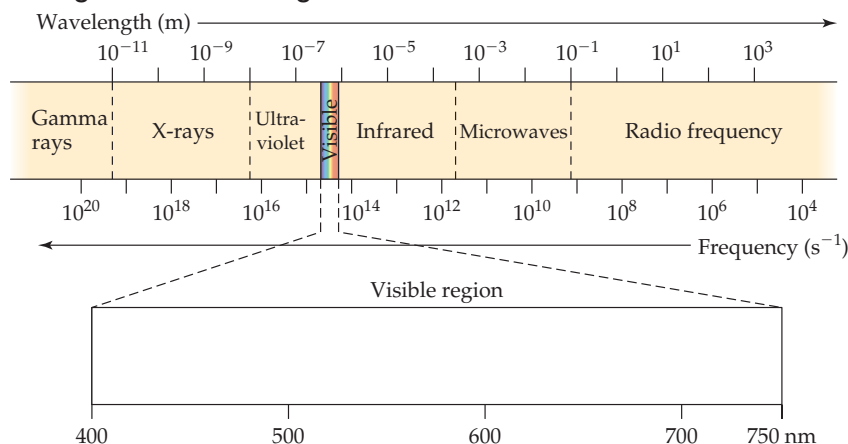 Wavelength (m)
10⁻¹¹ 10⁻⁹ 10⁻⁷ 10⁻⁵ 10⁻³ 10⁻¹ 10¹ 10³
Gamma rays X-rays Ultra-violet Visible Infrared Microwaves Radio frequency
10²⁰ 10¹⁸ 10¹⁶ 10¹⁴ 10¹² 10¹⁰ 10⁸ 10⁶ 10⁴
Frequency (s⁻¹)
Visible region
400 500 600 700 750 nm